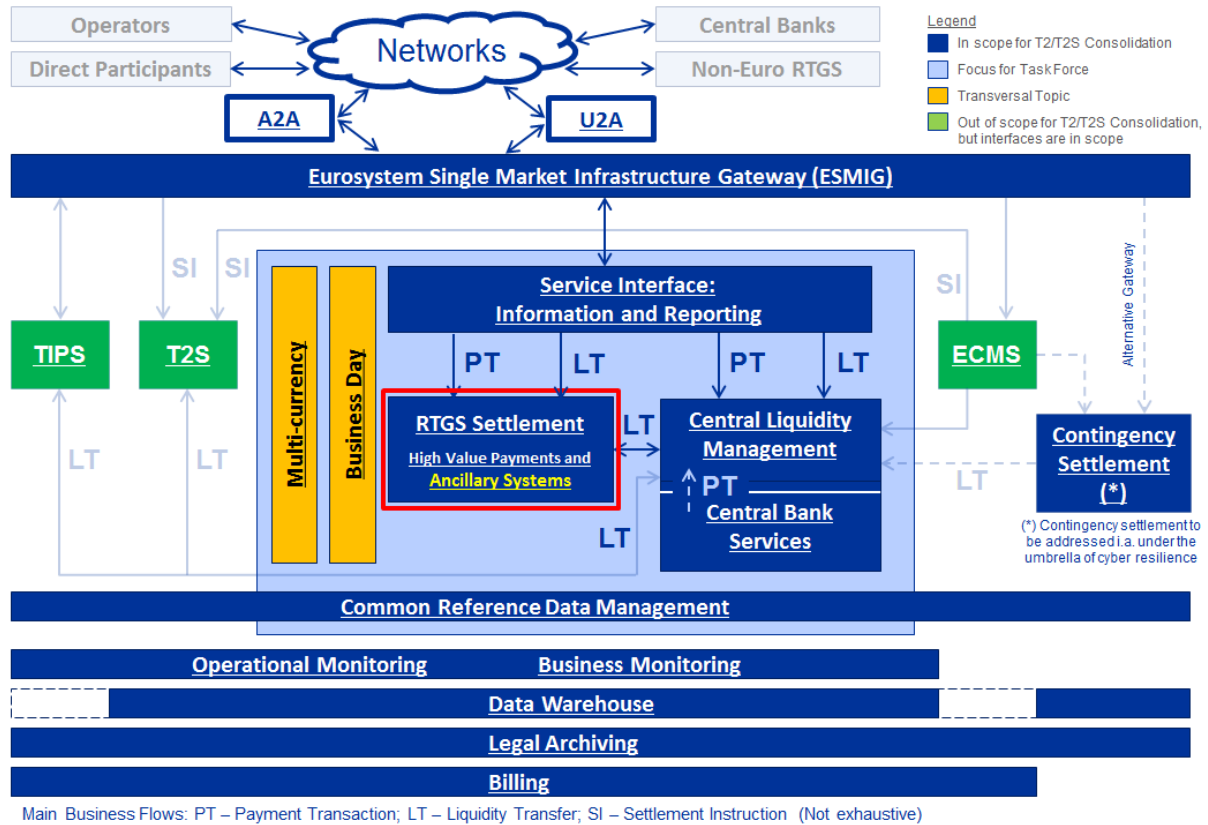 Operators
Direct Participants
Networks
Central Banks
Non-Euro RTGS
Legend
In scope for T2/T2S Consolidation
Focus for Task Force
Transversal Topic
Out of scope for T2/T2S Consolidation,
but interfaces are in scope
A2A
U2A
Eurosystem Single Market Infrastructure Gateway (ESMIG)
SI
SI
SI
Alternative Gateway
Service Interface:
Information and Reporting
TIPS
T2S
Multi-currency
Business Day
PT
LT
PT
LT
ECMS
RTGS Settlement
High Value Payments and
Ancillary Systems
LT
Central Liquidity
Management
PT
Central Bank
Services
Contingency
Settlement
(*)
LT
LT
LT
LT
(*) Contingency settlement to
be addressed i.a. under the
umbrella of cyber resilience
Common Reference Data Management
Operational Monitoring
Business Monitoring
Data Warehouse
Legal Archiving
Billing
Main Business Flows: PT – Payment Transaction; LT – Liquidity Transfer; SI – Settlement Instruction (Not exhaustive)